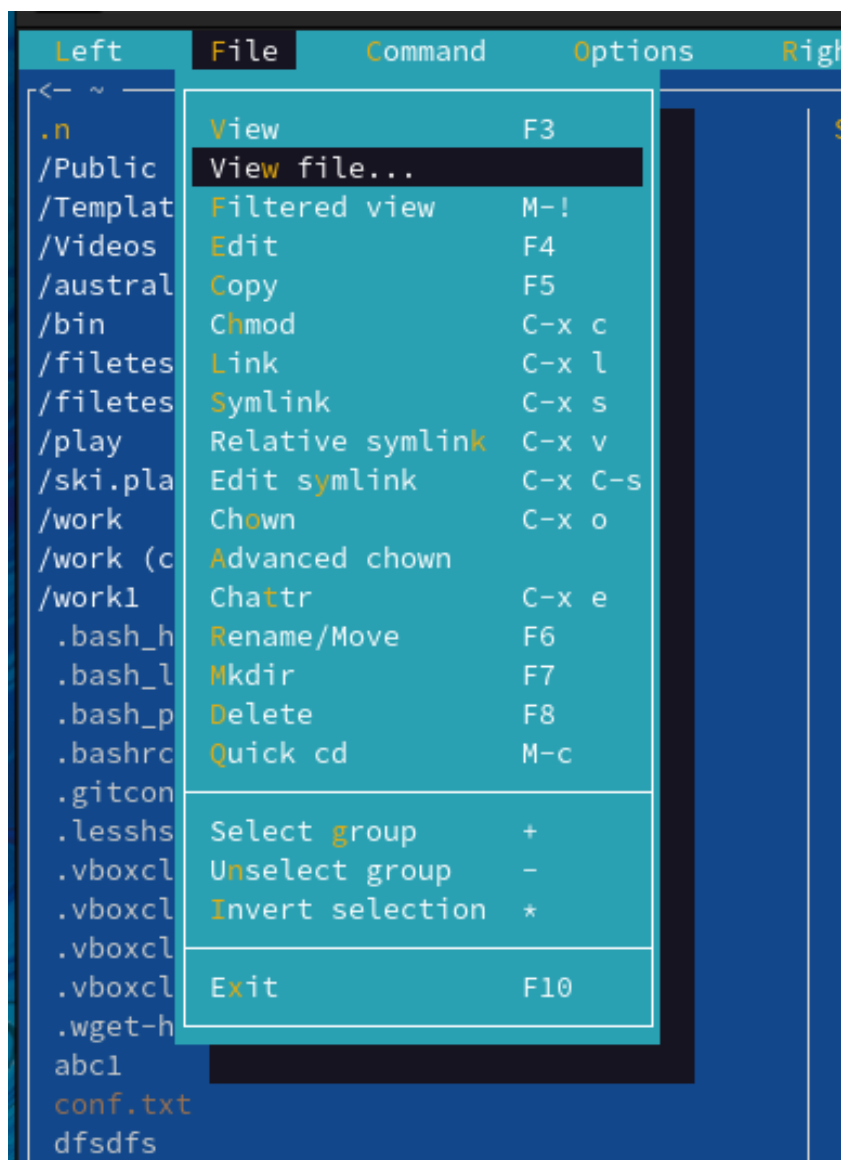 Left File Command Options Righ
<— ~
.n
/Public
/Templat
/Videos
/austral
/bin
/filetes
/filetes
/play
/ski.pla
/work
/work (c
/work1
.bash_h
.bash_l
.bash_p
.bashrc
.gitcon
.lesshs
.vboxcl
.vboxcl
.vboxcl
.vboxcl
.wget-h
abc1
conf.txt
dfsdfs
View F3
View file...
Filtered view M-!
Edit F4
Copy F5
Chmod C-x c
Link C-x l
Symlink C-x s
Relative symlink C-x v
Edit symlink C-x C-s
Chown C-x o
Advanced chown
Chattr C-x e
Rename/Move F6
Mkdir F7
Delete F8
Quick cd M-c
Select group +
Unselect group -
Invert selection *
Exit F10